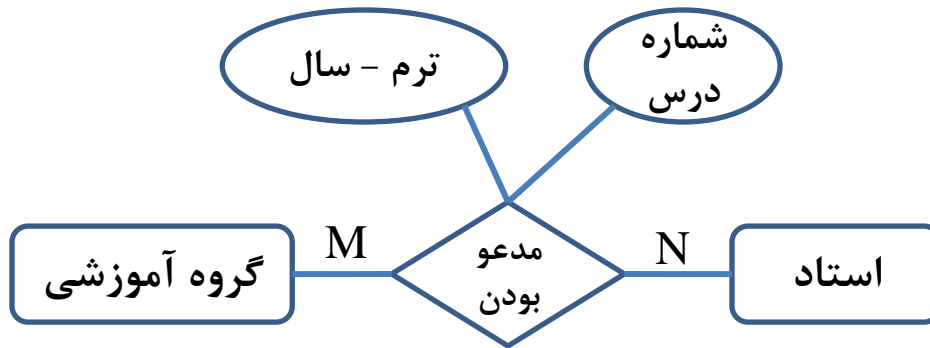 شماره
درس
ترم - سال
استاد
N
مدعو
بودن
M
گروه آموزشی